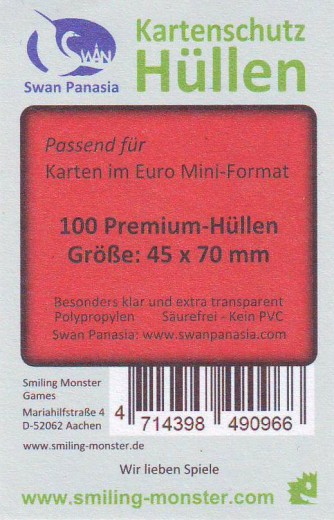 SWAN
Swan Panasia
Kartenschutz
Hüllen
Passend für
Karten im Euro Mini-Format
100 Premium-Hüllen
Größe: 45 x 70 mm
Besonders klar und extra transparent
Polypropylen Säurefrei - Kein PVC
Swan Panasia: www.swanpanasia.com
Smiling Monster
Games
Mariahilfstraße 4
D-52062 Aachen
www.smiling-monster.de
4 714398 490966
Wir lieben Spiele
www.smiling-monster.com